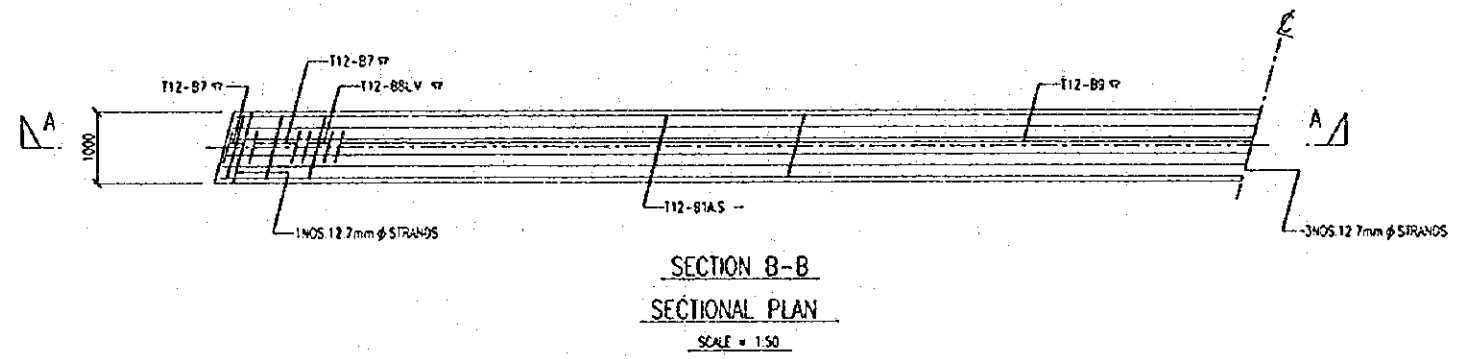 ℄
T12-B7
T12-B7
T12-B8LV
T12-B9
A
A
1000
T12-B1A.S
3NOS.12.7mm ϕ STRANDS
3NOS.12.7mm ϕ STRANDS
SECTION B-B
SECTIONAL PLAN
SCALE = 1:50